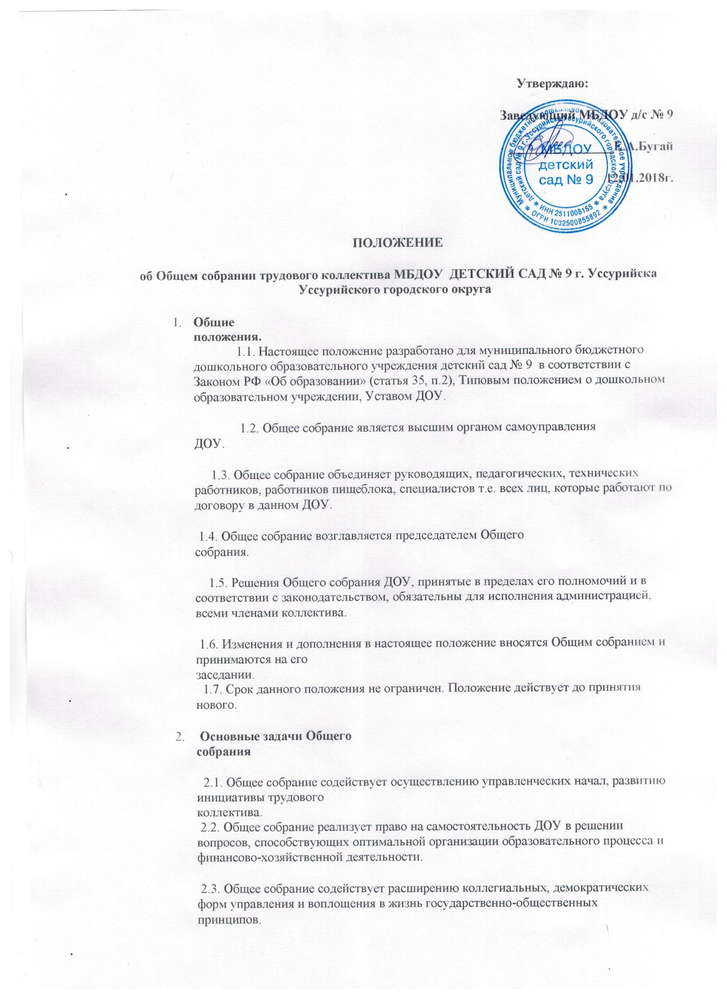 Утверждаю:
Заведующий МБДОУ д/с № 9
А.Бугай
12.01.2018г.
Муниципальное бюджетное дошкольное образовательное учреждение
детский сад № 9 г. Уссурийска Уссурийского городского округа
МБДОУ
детский
сад № 9
* ИНН 2511008155 *
* ОГРН 1032500855892 *
ПОЛОЖЕНИЕ
об Общем собрании трудового коллектива МБДОУ ДЕТСКИЙ САД № 9 г. Уссурийска
Уссурийского городского округа
1. Общие
положения.
1.1. Настоящее положение разработано для муниципального бюджетного
дошкольного образовательного учреждения детский сад № 9 в соответствии с
Законом РФ «Об образовании» (статья 35, п.2), Типовым положением о дошкольном
образовательном учреждении, Уставом ДОУ.
1.2. Общее собрание является высшим органом самоуправления
ДОУ.
1.3. Общее собрание объединяет руководящих, педагогических, технических
работников, работников пищеблока, специалистов т.е. всех лиц, которые работают по
договору в данном ДОУ.
1.4. Общее собрание возглавляется председателем Общего
собрания.
1.5. Решения Общего собрания ДОУ, принятые в пределах его полномочий и в
соответствии с законодательством, обязательны для исполнения администрацией,
всеми членами коллектива.
1.6. Изменения и дополнения в настоящее положение вносятся Общим собранием и
принимаются на его
заседании.
1.7. Срок данного положения не ограничен. Положение действует до принятия
нового.
2. Основные задачи Общего
собрания
2.1. Общее собрание содействует осуществлению управленческих начал, развитию
инициативы трудового
коллектива.
2.2. Общее собрание реализует право на самостоятельность ДОУ в решении
вопросов, способствующих оптимальной организации образовательного процесса и
финансово-хозяйственной деятельности.
2.3. Общее собрание содействует расширению коллегиальных, демократических
форм управления и воплощения в жизнь государственно-общественных
принципов.